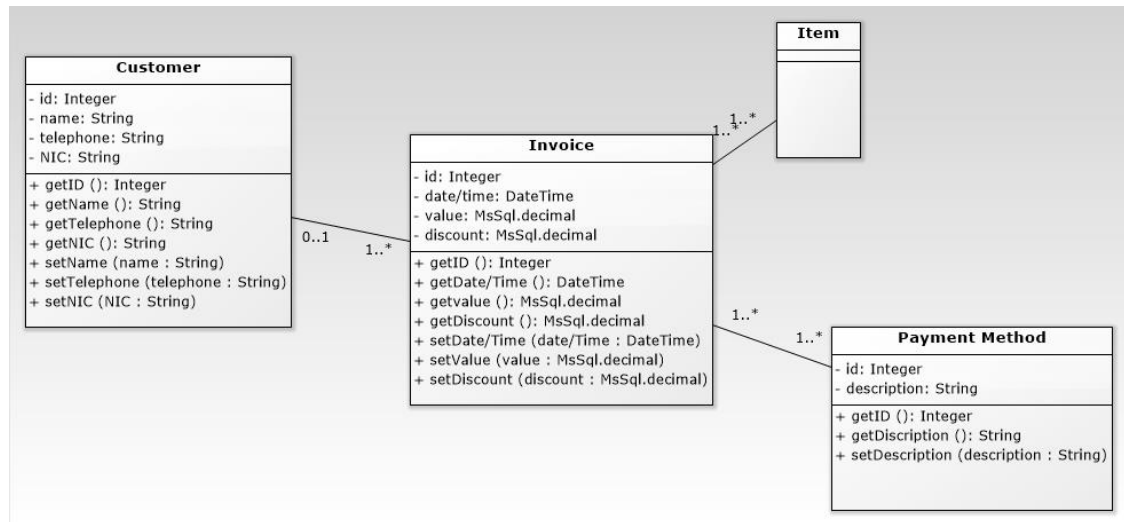 Customer
- id: Integer
- name: String
- telephone: String
- NIC: String
+ getID (): Integer
+ getName (): String
+ getTelephone (): String
+ getNIC (): String
+ setName (name : String)
+ setTelephone (telephone : String)
+ setNIC (NIC : String)
0..1
1..*
Invoice
- id: Integer
- date/time: DateTime
- value: MsSql.decimal
- discount: MsSql.decimal
+ getID (): Integer
+ getDate/Time (): DateTime
+ getvalue (): MsSql.decimal
+ getDiscount (): MsSql.decimal
+ setDate/Time (date/Time : DateTime)
+ setValue (value : MsSql.decimal)
+ setDiscount (discount : MsSql.decimal)
1..*
1..*
Item
1..*
1..*
Payment Method
- id: Integer
- description: String
+ getID (): Integer
+ getDiscription (): String
+ setDescription (description : String)